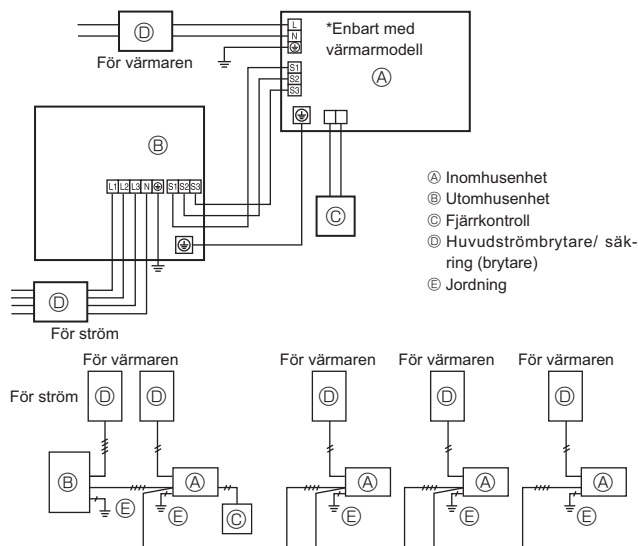 Ⓓ
För värmaren
L
N
*Enbart med
värmarmodell
Ⓐ
S1
S2
S3
Ⓑ
L1 L2 L3 N S1 S2 S3
Ⓒ
Ⓐ Inomhusenhet
Ⓑ Utomhusenhet
Ⓒ Fjärrkontroll
Ⓓ Huvudströmbrytare/ säk-
ring (brytare)
Ⓔ Jordning
Ⓓ
För ström
För värmaren För värmaren För värmaren För värmaren
För ström Ⓓ Ⓓ Ⓓ Ⓓ Ⓓ
Ⓑ Ⓐ Ⓐ Ⓐ Ⓐ
Ⓔ Ⓔ Ⓒ Ⓔ Ⓔ Ⓔ